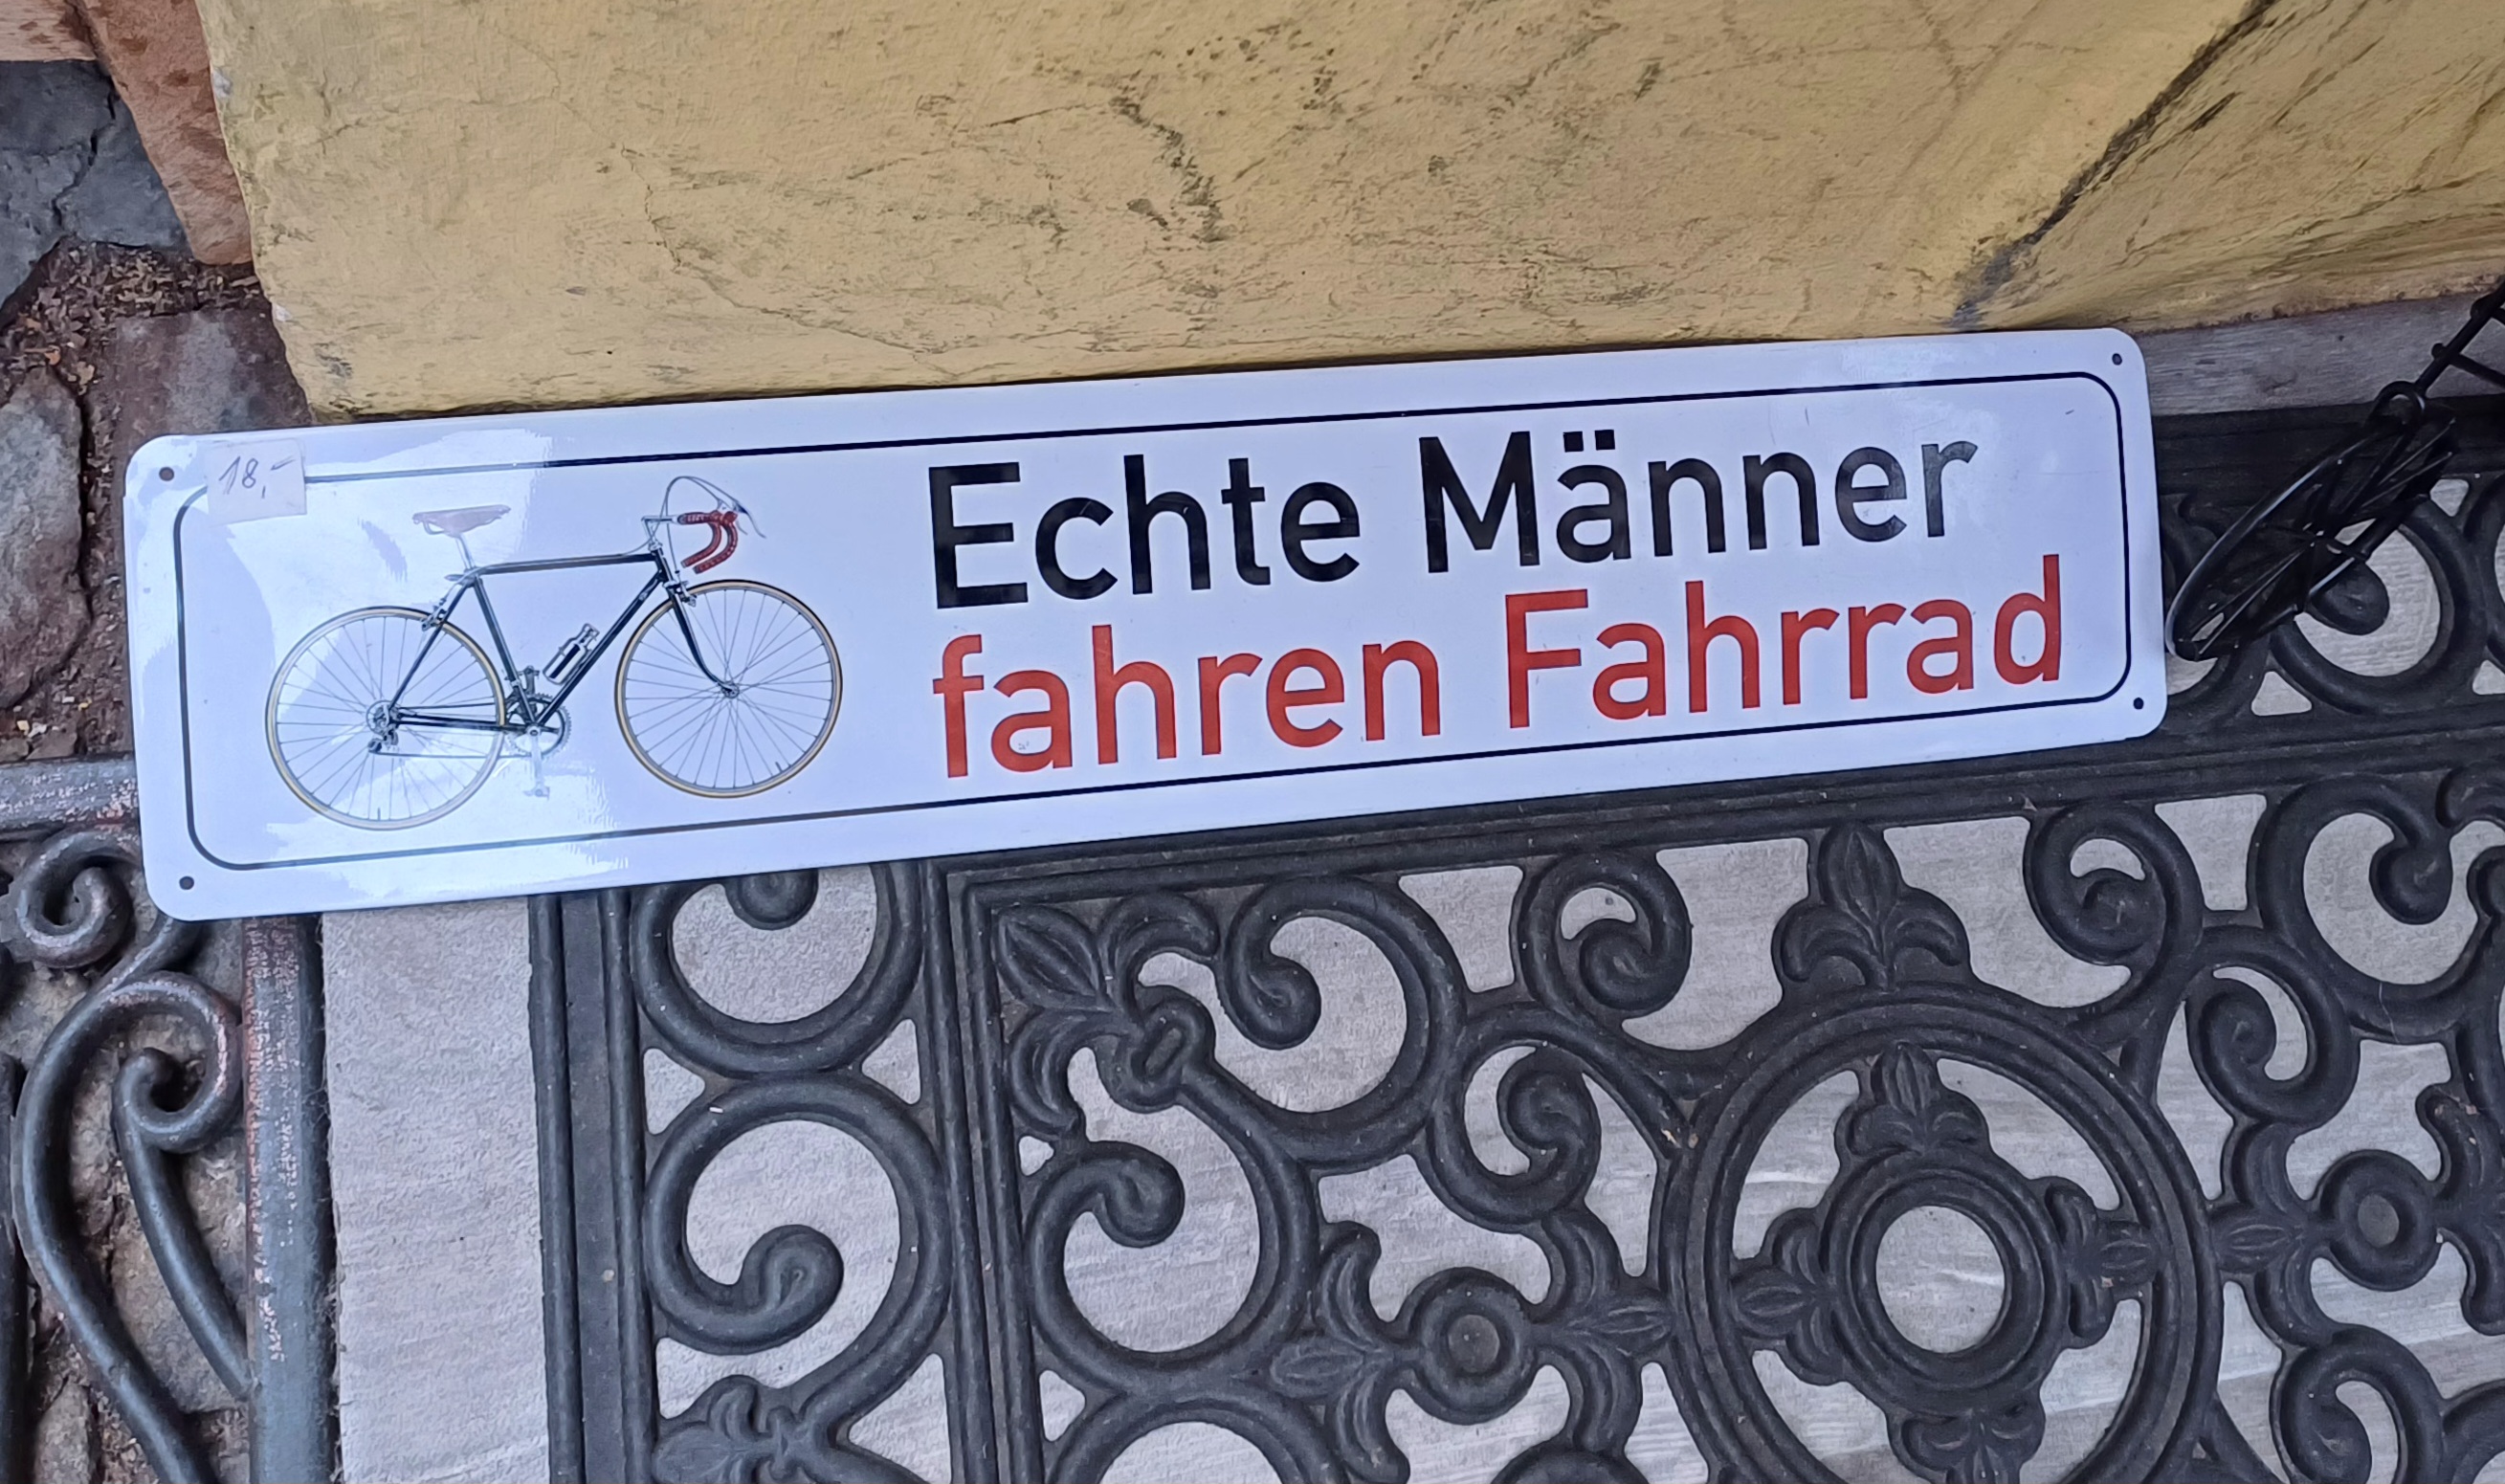 18,-
Echte Männer
fahren Fahrrad